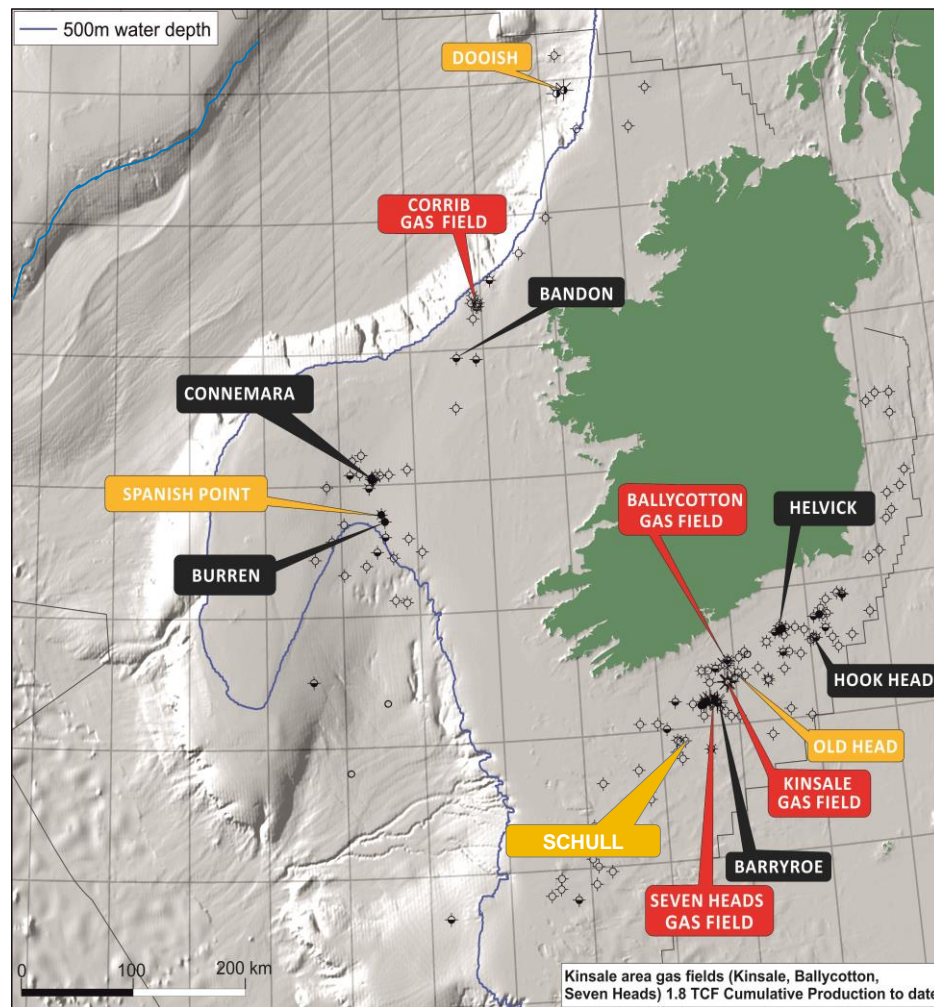 500m water depth
DOOISH
CORRIB
GAS FIELD
BANDON
CONNEMARA
SPANISH POINT
BALLYCOTTON
GAS FIELD
HELVICK
BURREN
HOOK HEAD
OLD HEAD
KINSALE
GAS FIELD
SCHULL
BARRYROE
SEVEN HEADS
GAS FIELD
0 100 200 km
Kinsale area gas fields (Kinsale, Ballycotton,
Seven Heads) 1.8 TCF Cumulative Production to date